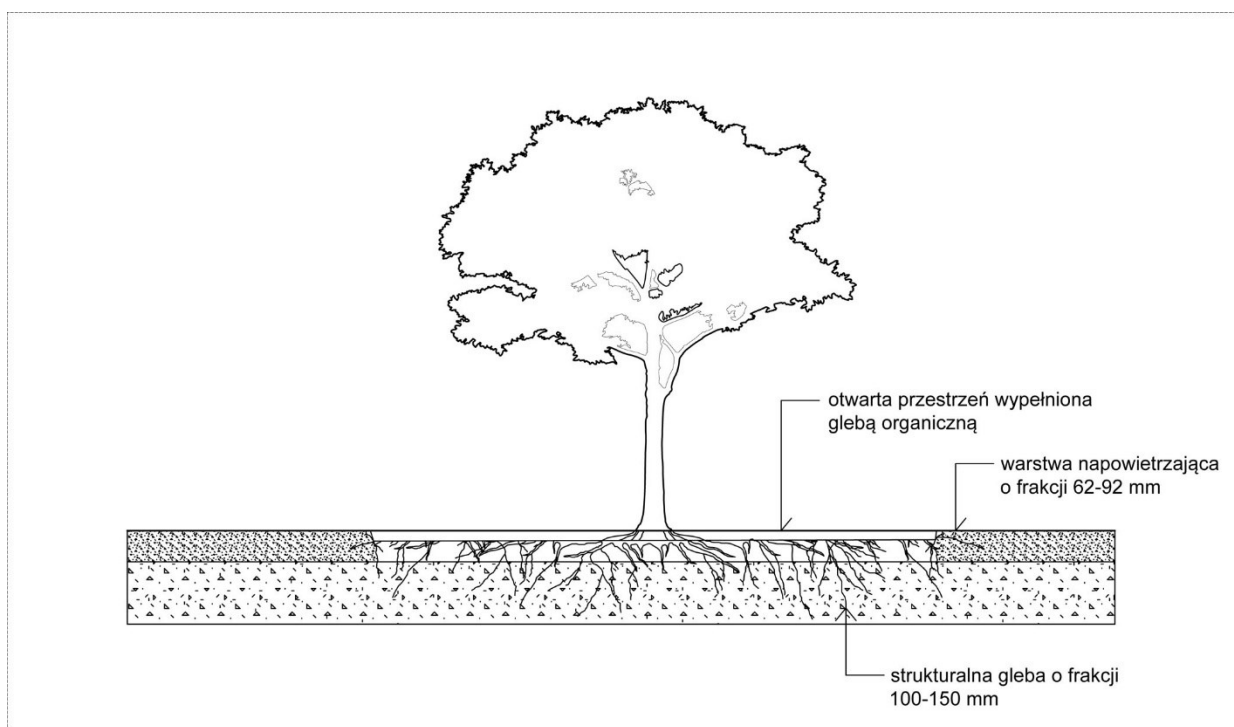 otwarta przestrzeń wypełniona
glebą organiczną
warstwa napowietrzająca
o frakcji 62-92 mm
strukturalna gleba o frakcji
100-150 mm